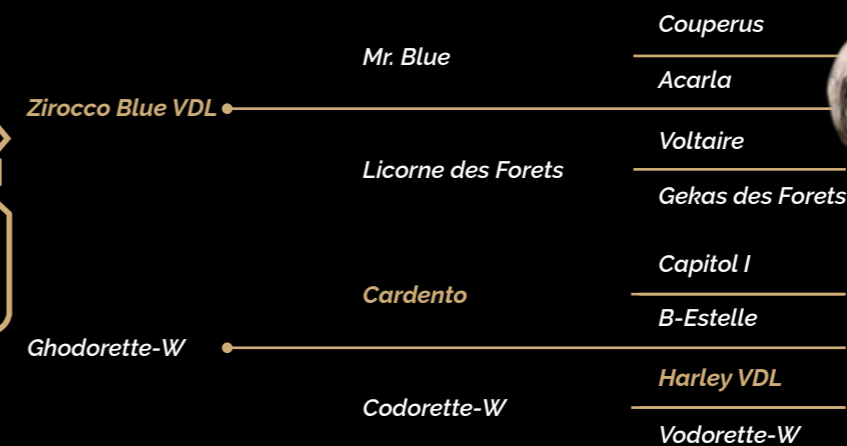 Couperus
Mr. Blue
Acarla
Zirocco Blue VDL
Voltaire
Licorne des Forets
Gekas des Forets
Capitol I
Cardento
B-Estelle
Ghodorette-W
Harley VDL
Codorette-W
Vodorette-W